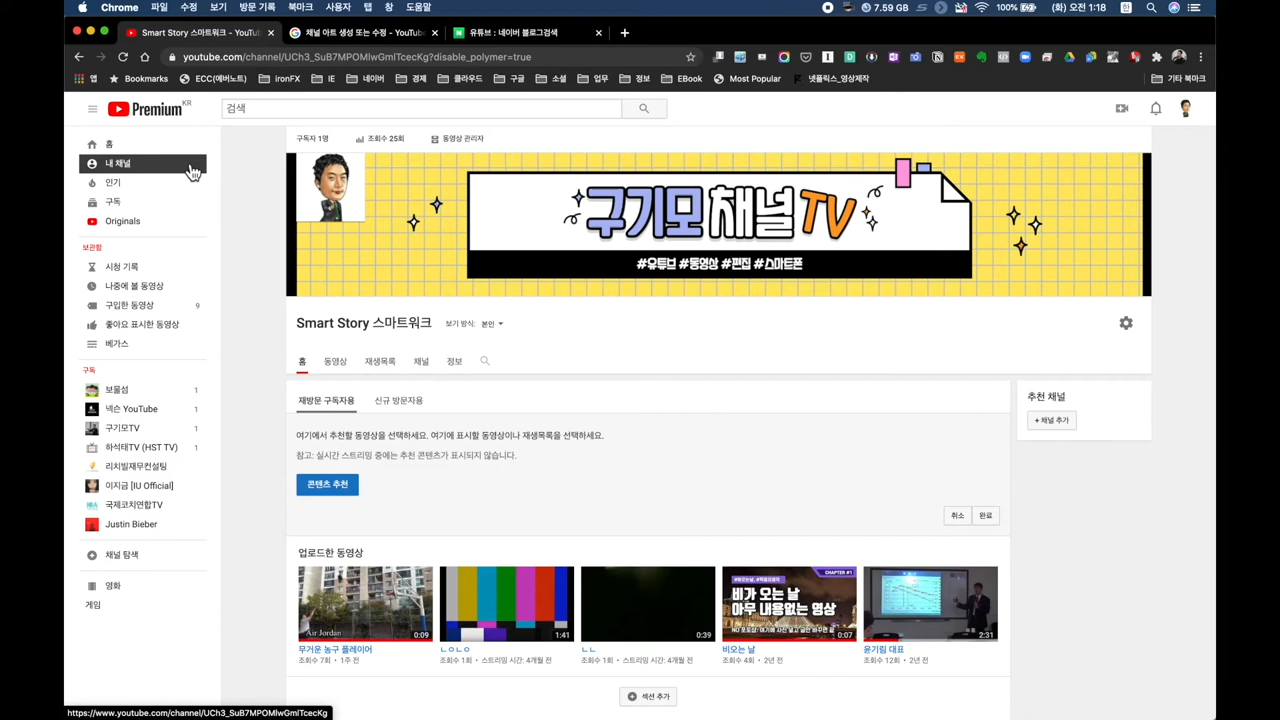 Chrome 파일 수정 보기 방문 기록 북마크 사용자 탭 창 도움말 7.59 GB 100% (화) 오전 1:18 한
Smart Story 스마트워크 - YouTu 채널 아트 생성 또는 수정 - YouTube 유튜브 : 네이버 블로그검색
youtube.com/channel/UCh3_SuB7MPOMlwGmlTcecKg?disable_polymer=true
앱 Bookmarks ECC(에버노트) ironFX IE 네이버 경제 클라우드 구글 소셜 업무 정보 EBook Most Popular 넷플릭스_영상제작 기타 북마크
Premium KR
검색
홈
내 채널
인기
구독
Originals
보관함
시청 기록
나중에 볼 동영상
구입한 동영상 9
좋아요 표시한 동영상
베가스
구독
보물섬 1
넥슨 YouTube 1
구기모TV 1
하석태TV (HST TV) 1
리치빌재무컨설팅
이지금 [IU Official]
국제코치연합TV
Justin Bieber
채널 탐색
영화
게임
구독자 1명 조회수 25회 동영상 관리자
구기모 채널 TV
#유튜브 #동영상 #편집 #스마트폰
Smart Story 스마트워크 보기 방식: 본인
홈 동영상 재생목록 채널 정보
재방문 구독자용 신규 방문자용
여기에서 추천할 동영상을 선택하세요. 여기에 표시할 동영상이나 재생목록을 선택하세요.
참고: 실시간 스트리밍 중에는 추천 콘텐츠가 표시되지 않습니다.
콘텐츠 추천
취소 완료
추천 채널
+ 채널 추가
업로드한 동영상
Air Jordan
0:09
무거운 농구 플레이어
조회수 7회 • 1주 전
1:41
ㄴㅇㄴㅇ
조회수 1회 • 스트리밍 시간: 4개월 전
0:39
ㄴㄴ
조회수 1회 • 스트리밍 시간: 4개월 전
CHAPTER #1
비가 오는 날
아무 내용없는 영상
0:07
비오는 날
조회수 4회 • 2년 전
2:31
윤기림 대표
조회수 12회 • 2년 전
섹션 추가
https://www.youtube.com/channel/UCh3_SuB7MPOMlwGmlTcecKg